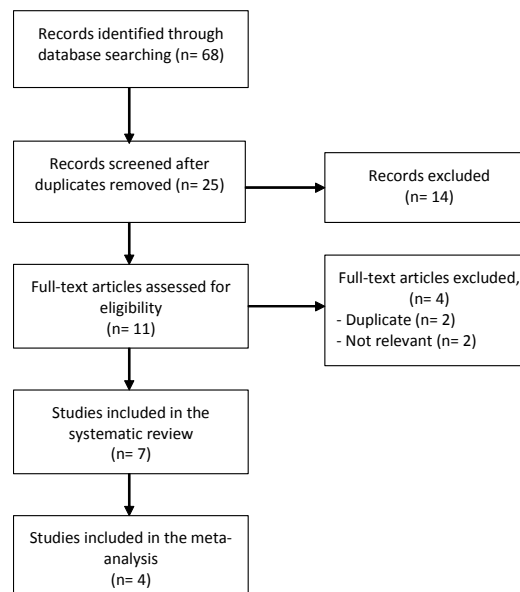 Records identified through
database searching (n= 68)
Records screened after
duplicates removed (n= 25)
Records excluded
(n= 14)
Full-text articles assessed for
eligibility
(n= 11)
Full-text articles excluded,
(n= 4)
- Duplicate (n= 2)
- Not relevant (n= 2)
Studies included in the
systematic review
(n= 7)
Studies included in the meta-
analysis
(n= 4)